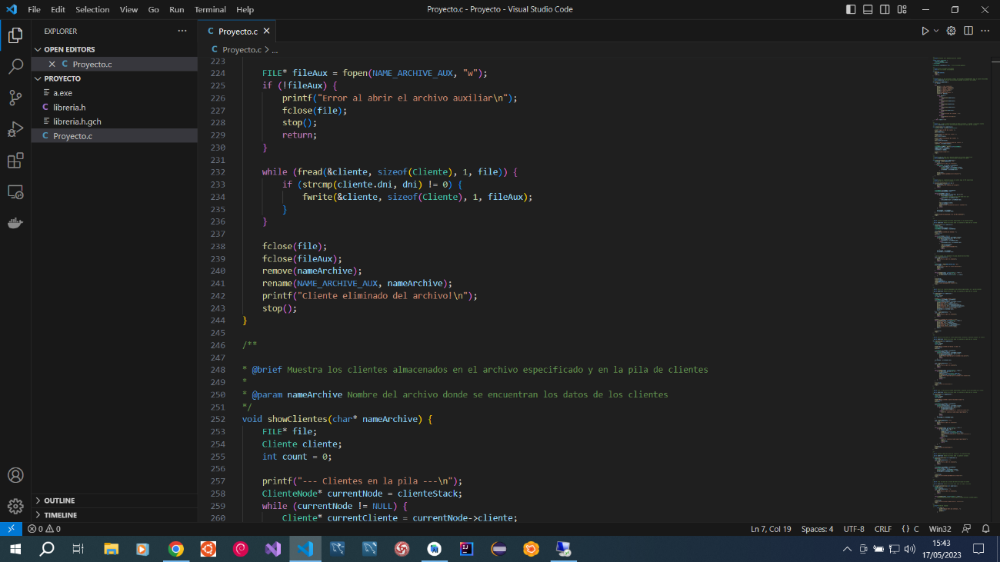 File Edit Selection View Go Run Terminal Help
Proyecto.c - Proyecto - Visual Studio Code
EXPLORER
OPEN EDITORS
Proyecto.c
PROYECTO
a.exe
libreria.h
libreria.h.gch
Proyecto.c
OUTLINE
TIMELINE
Proyecto.c
Proyecto.c > ...
223
224 FILE* fileAux = fopen(NAME_ARCHIVE_AUX, "w");
225 if (!fileAux) {
226 printf("Error al abrir el archivo auxiliar\n");
227 fclose(file);
228 stop();
229 return;
230 }
231
232 while (fread(&cliente, sizeof(Cliente), 1, file)) {
233 if (strcmp(cliente.dni, dni) != 0) {
234 fwrite(&cliente, sizeof(Cliente), 1, fileAux);
235 }
236 }
237
238 fclose(file);
239 fclose(fileAux);
240 remove(nameArchive);
241 rename(NAME_ARCHIVE_AUX, nameArchive);
242 printf("Cliente eliminado del archivo!\n");
243 stop();
244 }
245
246 /**
247
248 * @brief Muestra los clientes almacenados en el archivo especificado y en la pila de clientes
249 *
250 * @param nameArchive Nombre del archivo donde se encuentran los datos de los clientes
251 */
252 void showClientes(char* nameArchive) {
253 FILE* file;
254 Cliente cliente;
255 int count = 0;
256
257 printf("--- Clientes en la pila ---\n");
258 ClienteNode* currentNode = clienteStack;
259 while (currentNode != NULL) {
260 Cliente* currentCliente = currentNode->cliente;
0 0
Ln 7, Col 19 Spaces: 4 UTF-8 CRLF {} C Win32
15:43
17/05/2023